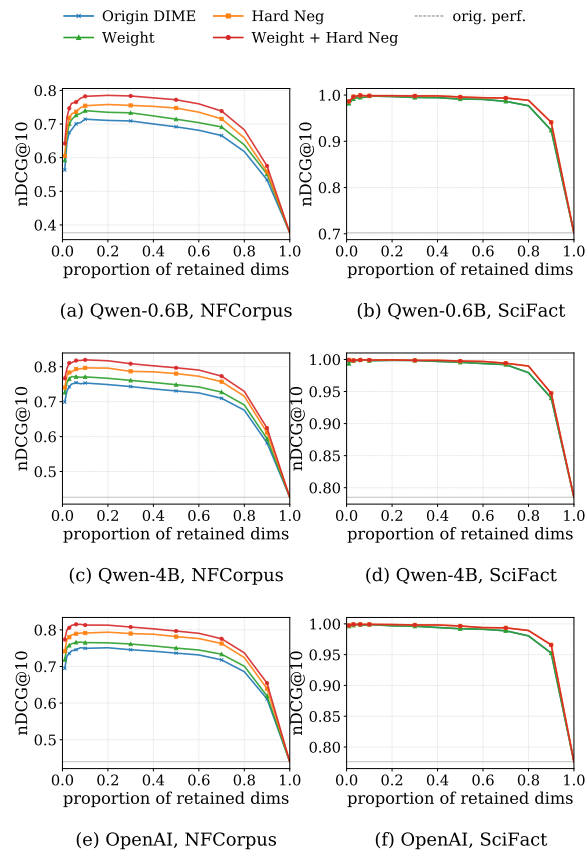 Origin DIME Hard Neg orig. perf.
Weight Weight + Hard Neg
0.8
0.7
0.6
0.5
0.4
nDCG@10
0.0 0.2 0.4 0.6 0.8 1.0
proportion of retained dims
(a) Qwen-0.6B, NFCorpus
1.0
0.9
0.8
0.7
nDCG@10
0.0 0.2 0.4 0.6 0.8 1.0
proportion of retained dims
(b) Qwen-0.6B, SciFact
0.8
0.7
0.6
0.5
nDCG@10
0.0 0.2 0.4 0.6 0.8 1.0
proportion of retained dims
(c) Qwen-4B, NFCorpus
1.00
0.95
0.90
0.85
0.80
nDCG@10
0.0 0.2 0.4 0.6 0.8 1.0
proportion of retained dims
(d) Qwen-4B, SciFact
0.8
0.7
0.6
0.5
nDCG@10
0.0 0.2 0.4 0.6 0.8 1.0
proportion of retained dims
(e) OpenAI, NFCorpus
1.00
0.95
0.90
0.85
0.80
nDCG@10
0.0 0.2 0.4 0.6 0.8 1.0
proportion of retained dims
(f) OpenAI, SciFact